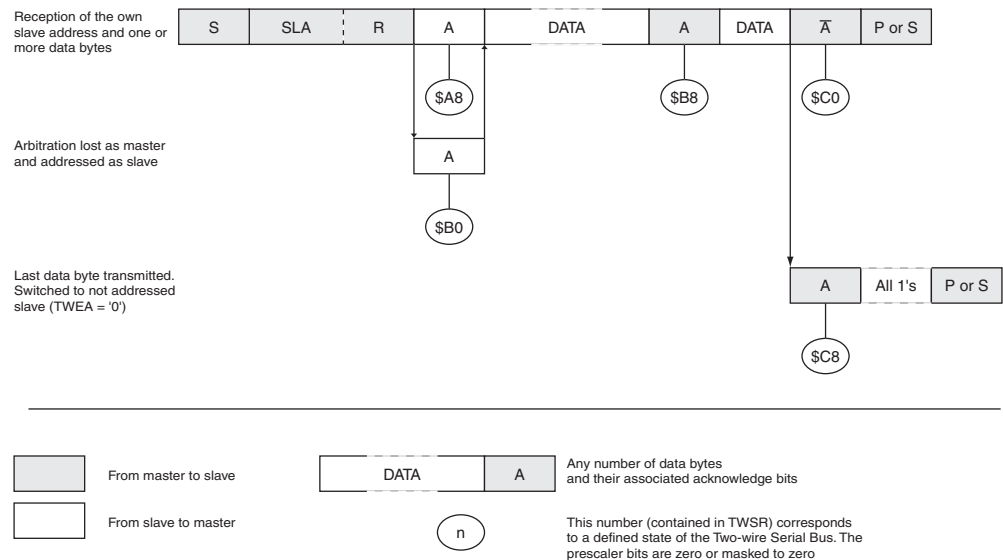 Reception of the own
slave address and one or
more data bytes
S SLA R A DATA A DATA A̅ P or S
$A8 $B8 $C0
Arbitration lost as master
and addressed as slave
A
$B0
Last data byte transmitted.
Switched to not addressed
slave (TWEA = '0')
A All 1's P or S
$C8
From master to slave
DATA A
Any number of data bytes
and their associated acknowledge bits
From slave to master
n
This number (contained in TWSR) corresponds
to a defined state of the Two-wire Serial Bus. The
prescaler bits are zero or masked to zero